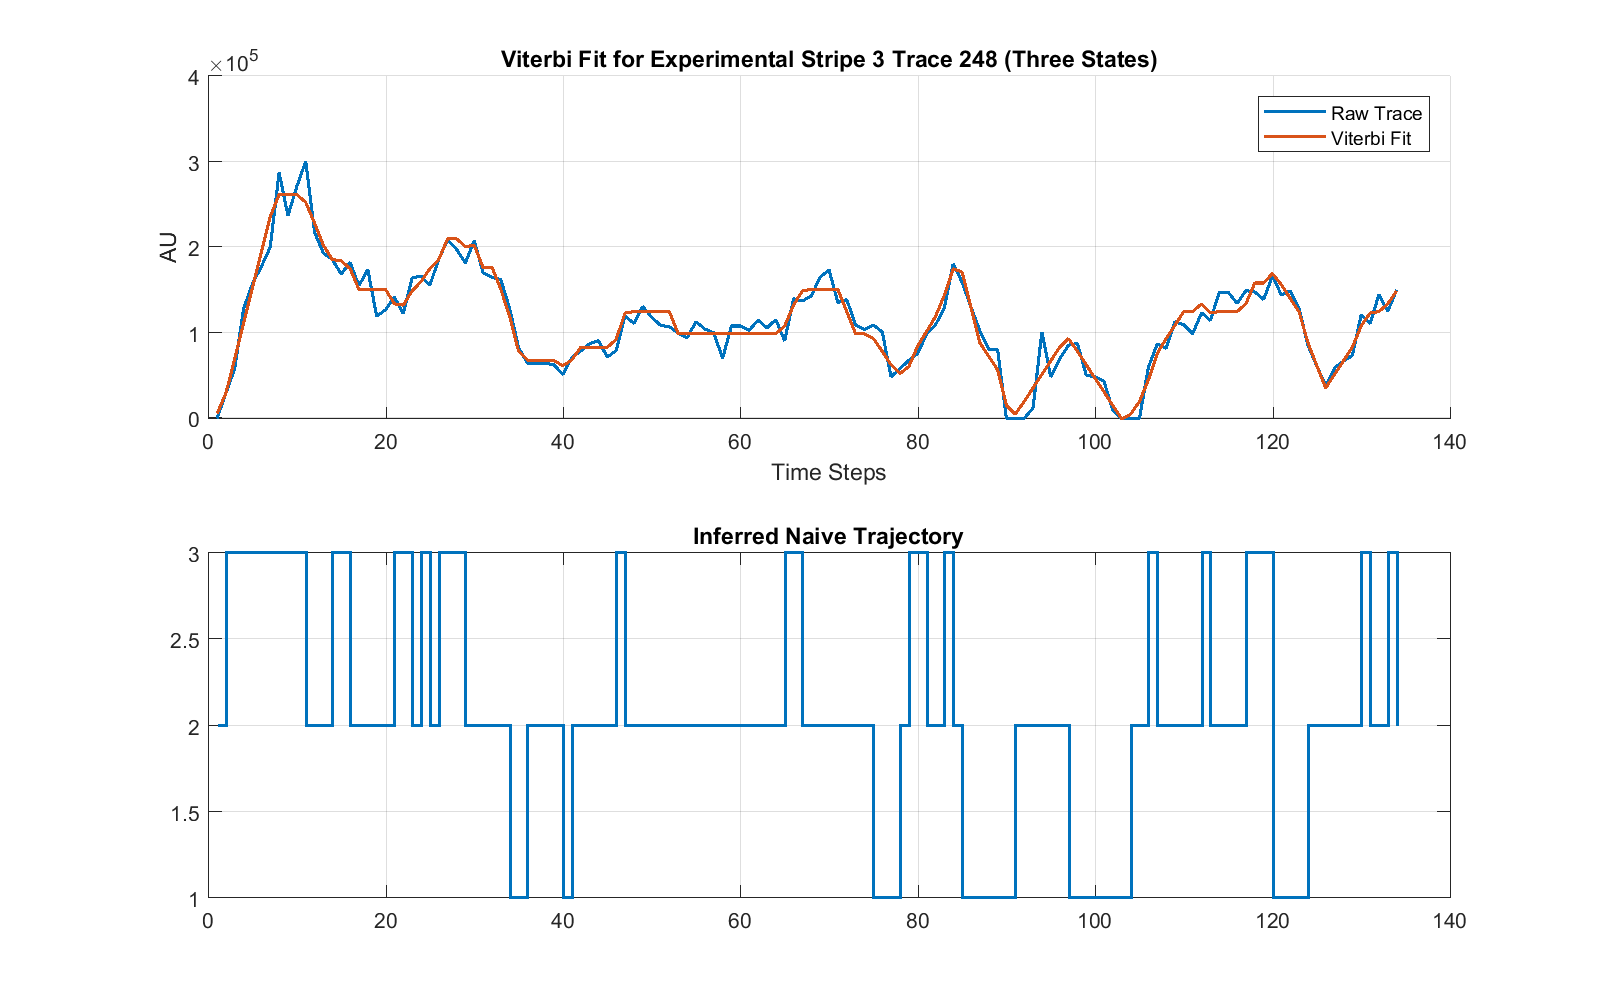 Viterbi Fit for Experimental Stripe 3 Trace 248 (Three States)
×10⁵
4
3
2
1
0
AU
Raw Trace
Viterbi Fit
0 20 40 60 80 100 120 140
Time Steps
Inferred Naive Trajectory
3
2.5
2
1.5
1
0 20 40 60 80 100 120 140